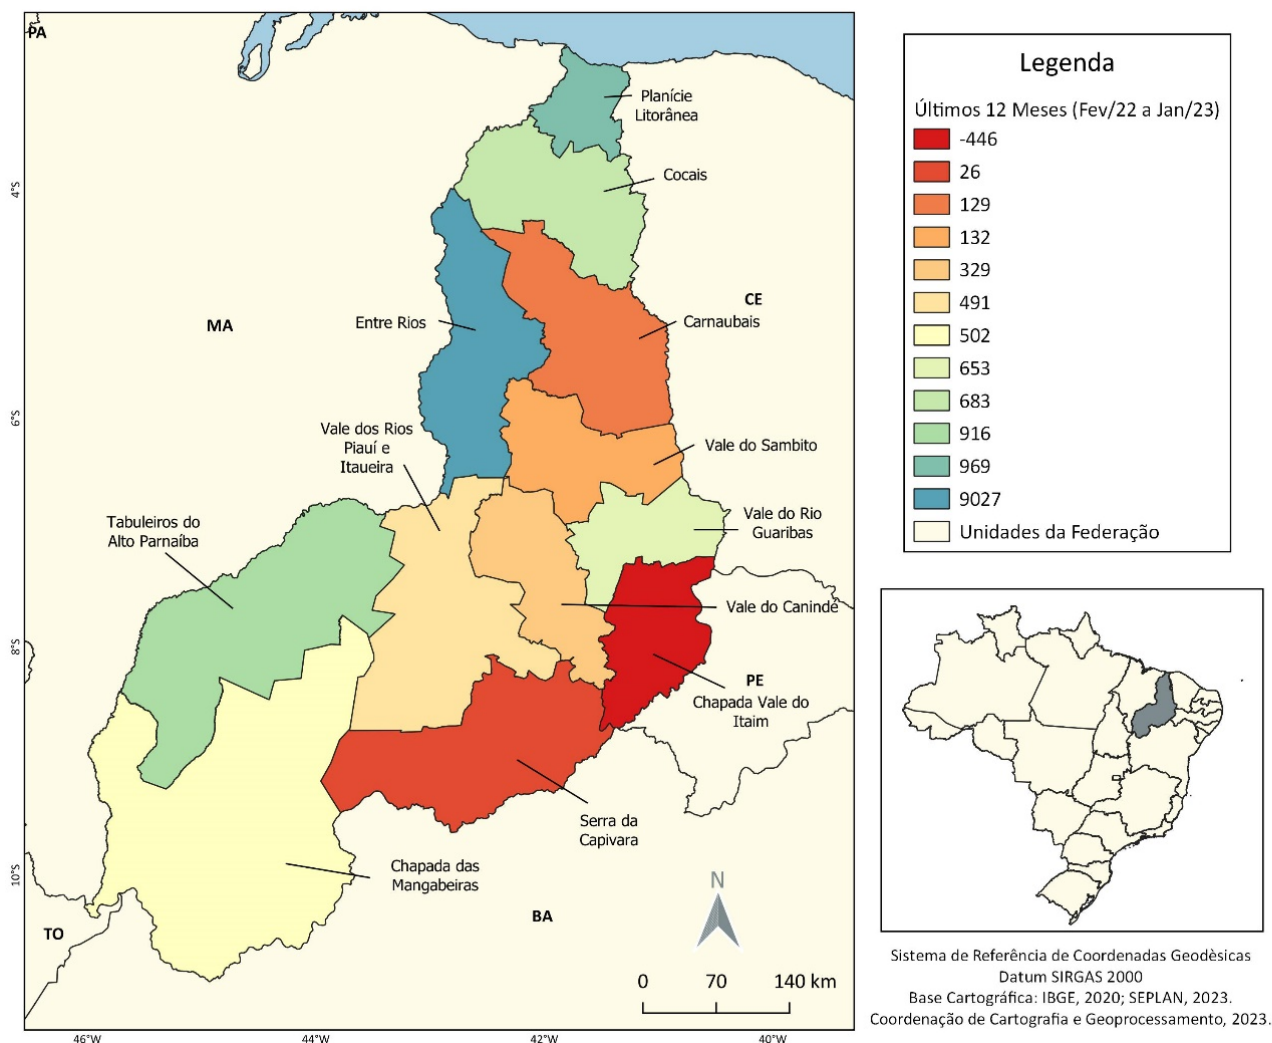 PA
Planície
Litorânea
Cocais
4°S
CE
MA
Entre Rios
Carnaubais
6°S
Vale dos Rios
Piauí e
Itaueira
Vale do Sambito
Tabuleiros do
Alto Parnaíba
Vale do Rio
Guaribas
Vale do Canindé
8°S
PE
Chapada Vale do
Itaim
Serra da
Capivara
Chapada das
Mangabeiras
10°S
BA
TO
N
0 70 140 km
46°W 44°W 42°W 40°W
Legenda
Últimos 12 Meses (Fev/22 a Jan/23)
-446
26
129
132
329
491
502
653
683
916
969
9027
Unidades da Federação
Sistema de Referência de Coordenadas Geodèsicas
Datum SIRGAS 2000
Base Cartográfica: IBGE, 2020; SEPLAN, 2023.
Coordenação de Cartografia e Geoprocessamento, 2023.